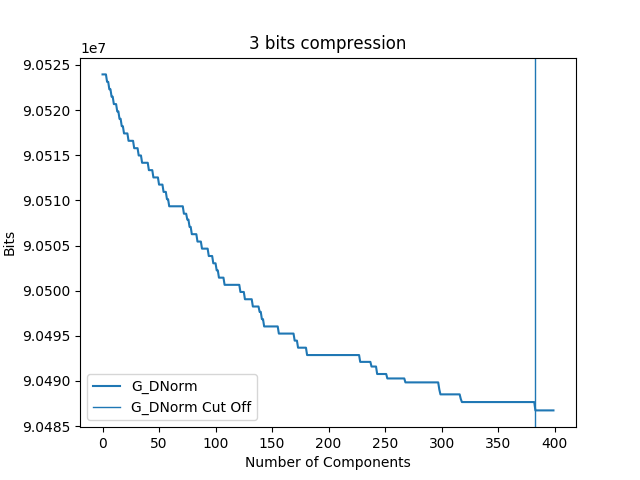 3 bits compression
1e7
9.0525
9.0520
9.0515
9.0510
9.0505
9.0500
9.0495
9.0490
9.0485
Bits
G_DNorm
G_DNorm Cut Off
0 50 100 150 200 250 300 350 400
Number of Components